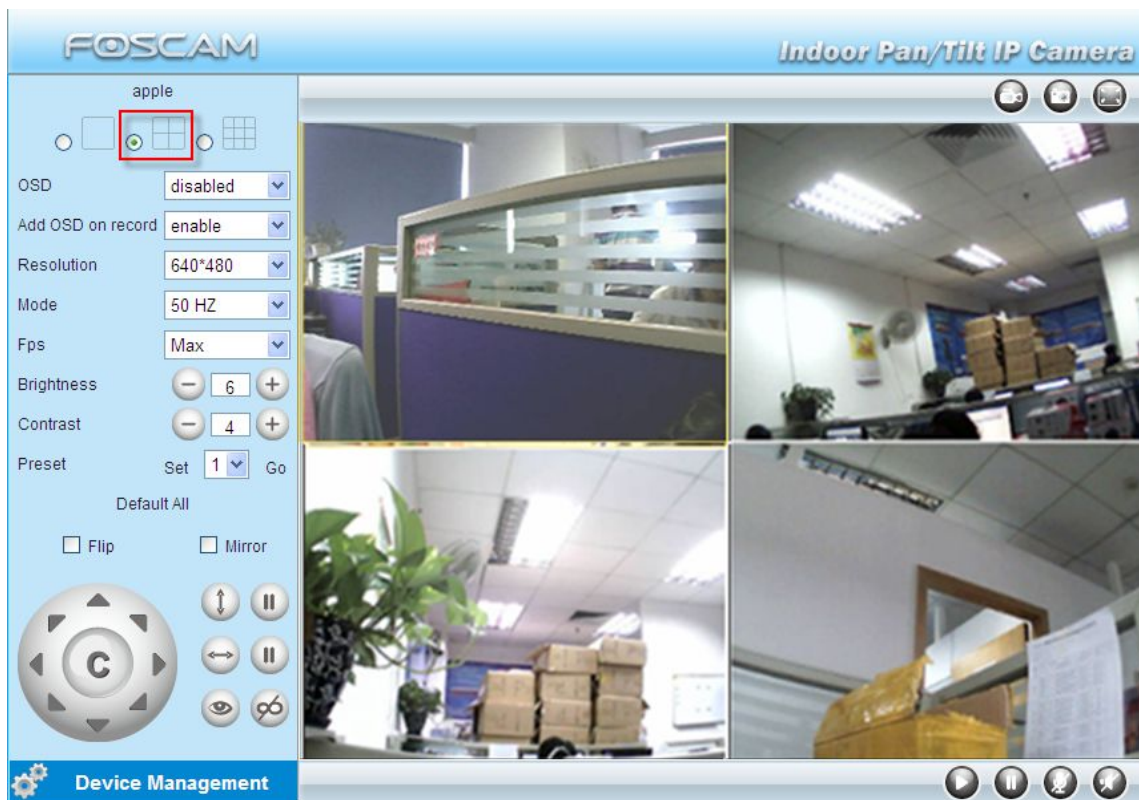 FOSCAM
Indoor Pan/Tilt IP Camera
apple
OSD disabled
Add OSD on record enable
Resolution 640*480
Mode 50 HZ
Fps Max
Brightness 6
Contrast 4
Preset Set 1 Go
Default All
Flip Mirror
C
Device Management